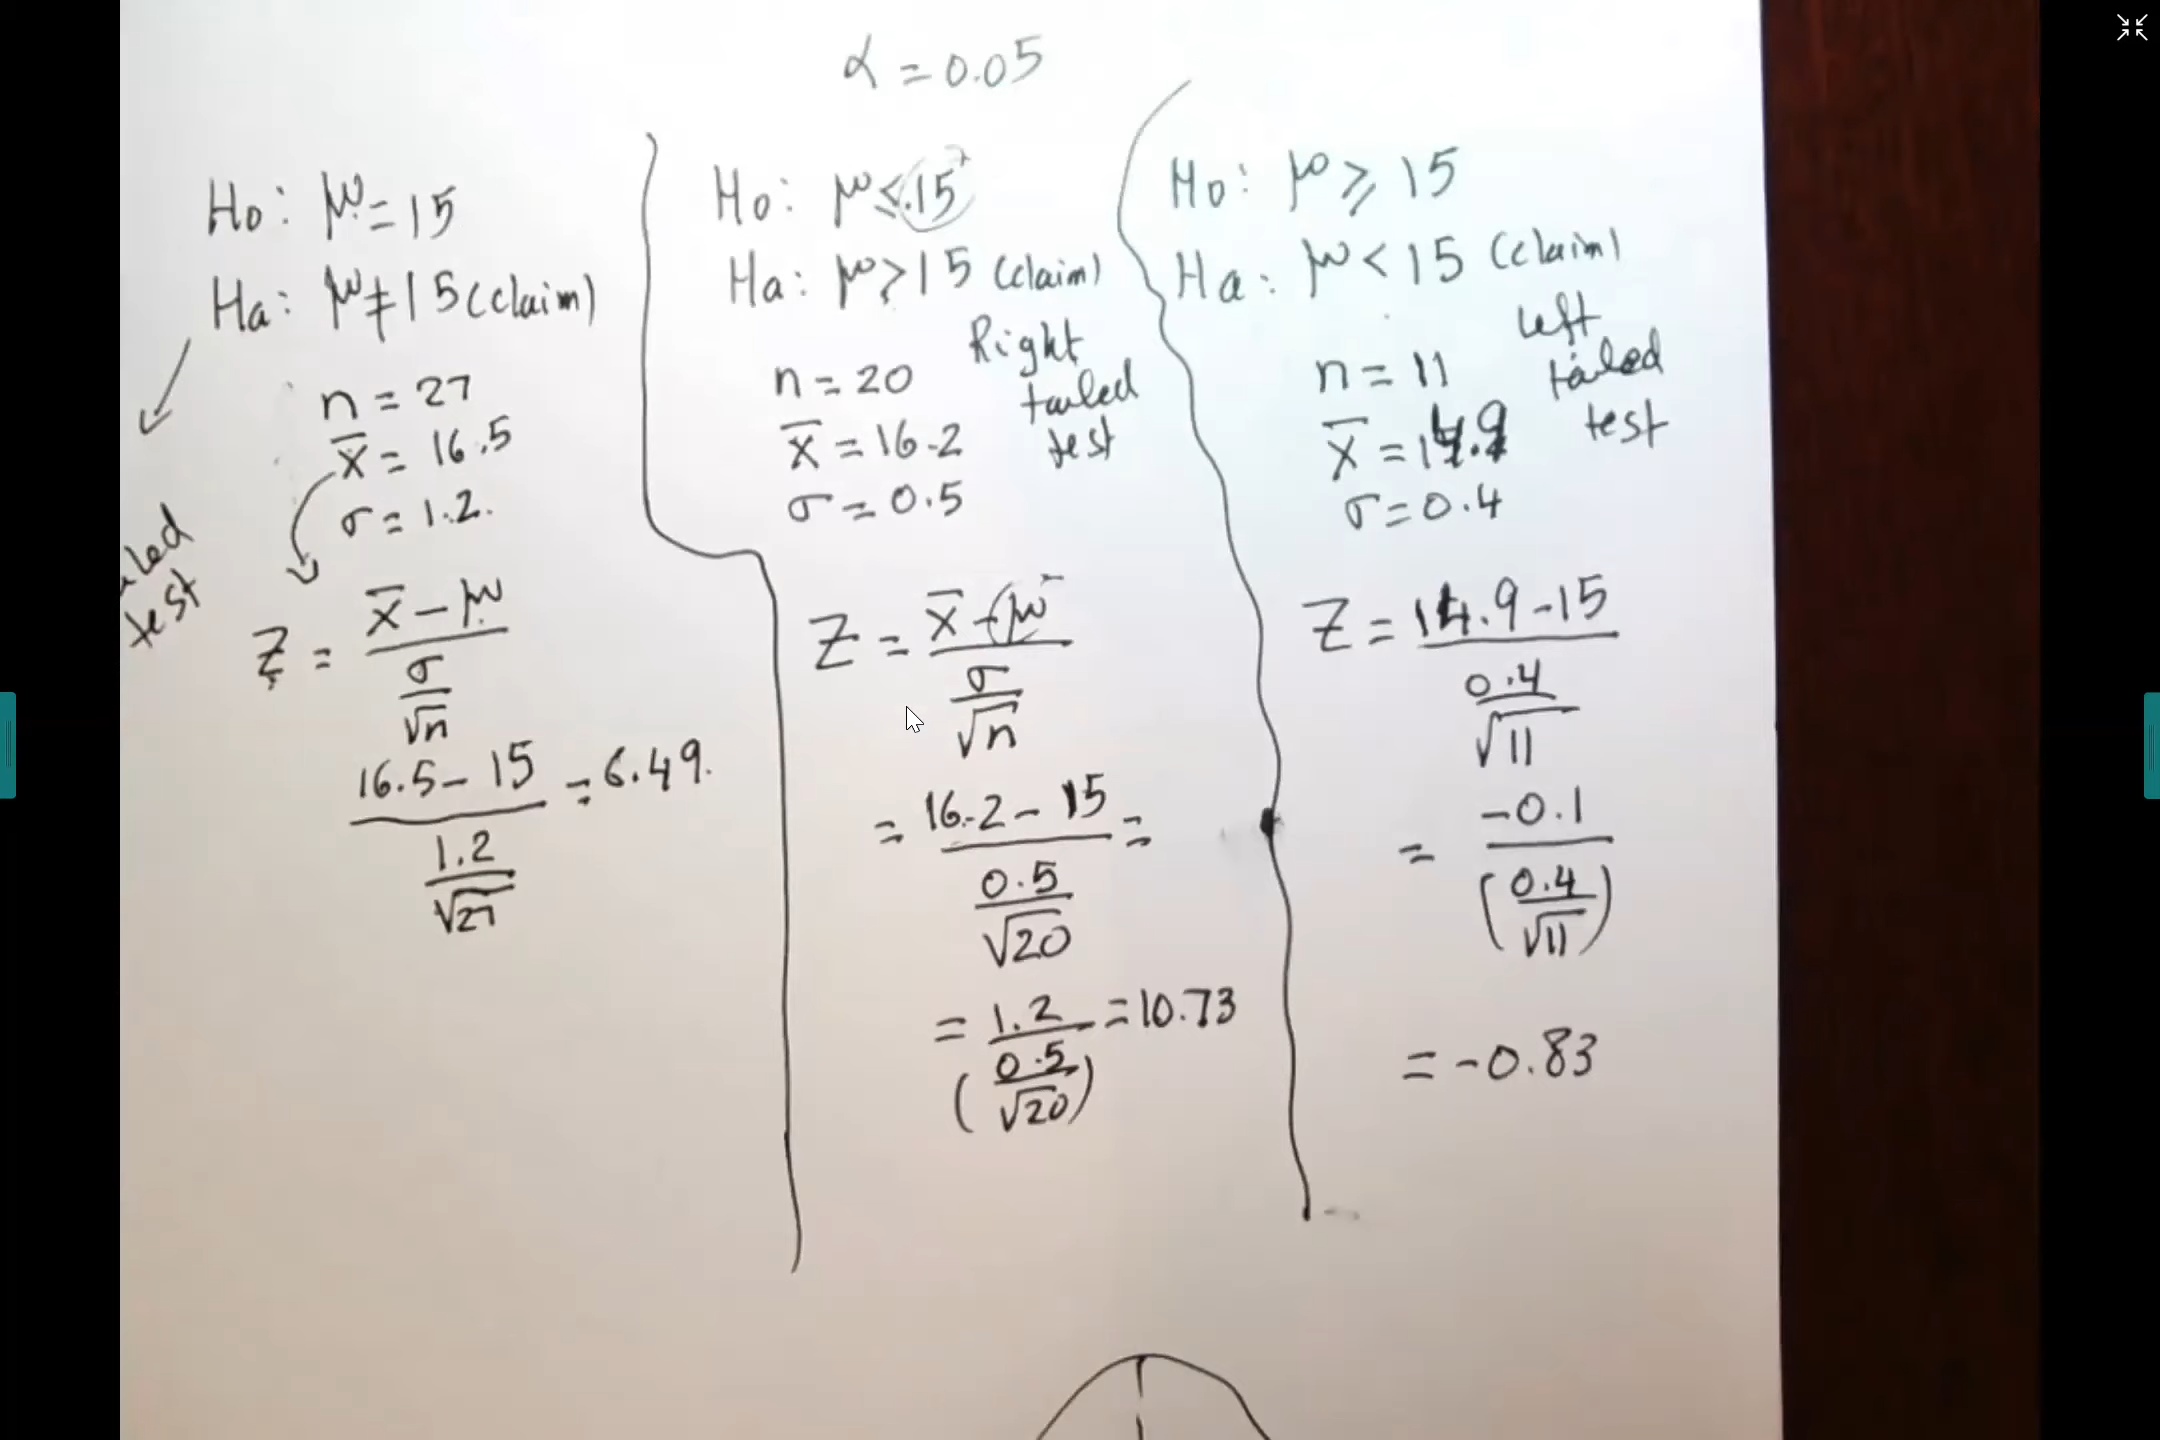 α = 0.05
Ho: μ = 15
Ha: μ ≠ 15 (claim)
n = 27
x̄ = 16.5
σ = 1.2.
test
Z = x̄ - μ / σ/√n
16.5 - 15 / 1.2/√27 = 6.49.
Ho: μ ≤ 15
Ha: μ > 15 (claim)
Right
tailed
test
n = 20
x̄ = 16.2
σ = 0.5
Z = x̄ - μ / σ/√n
= 16.2 - 15 / 0.5/√20 =
= 1.2 / (0.5/√20) = 10.73
Ho: μ ≥ 15
Ha: μ < 15 (claim)
left
tailed
test
n = 11
x̄ = 14.9
σ = 0.4
Z = 14.9 - 15 / 0.4/√11
= -0.1 / (0.4/√11)
= -0.83